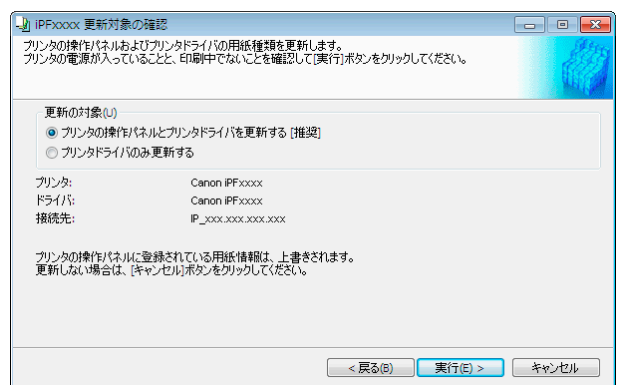 iPFxxxx 更新対象の確認
プリンタの操作パネルおよびプリンタドライバの用紙種類を更新します。
プリンタの電源が入っていることと、印刷中でないことを確認して[実行]ボタンをクリックしてください。
更新の対象(U)
プリンタの操作パネルとプリンタドライバを更新する [推奨]
プリンタドライバのみ更新する
プリンタ: Canon iPFxxxx
ドライバ: Canon iPFxxxx
接続先: IP_xxx.xxx.xxx.xxx
プリンタの操作パネルに登録されている用紙情報は、上書きされます。
更新しない場合は、[キャンセル]ボタンをクリックしてください。
< 戻る(B) 実行(E) > キャンセル